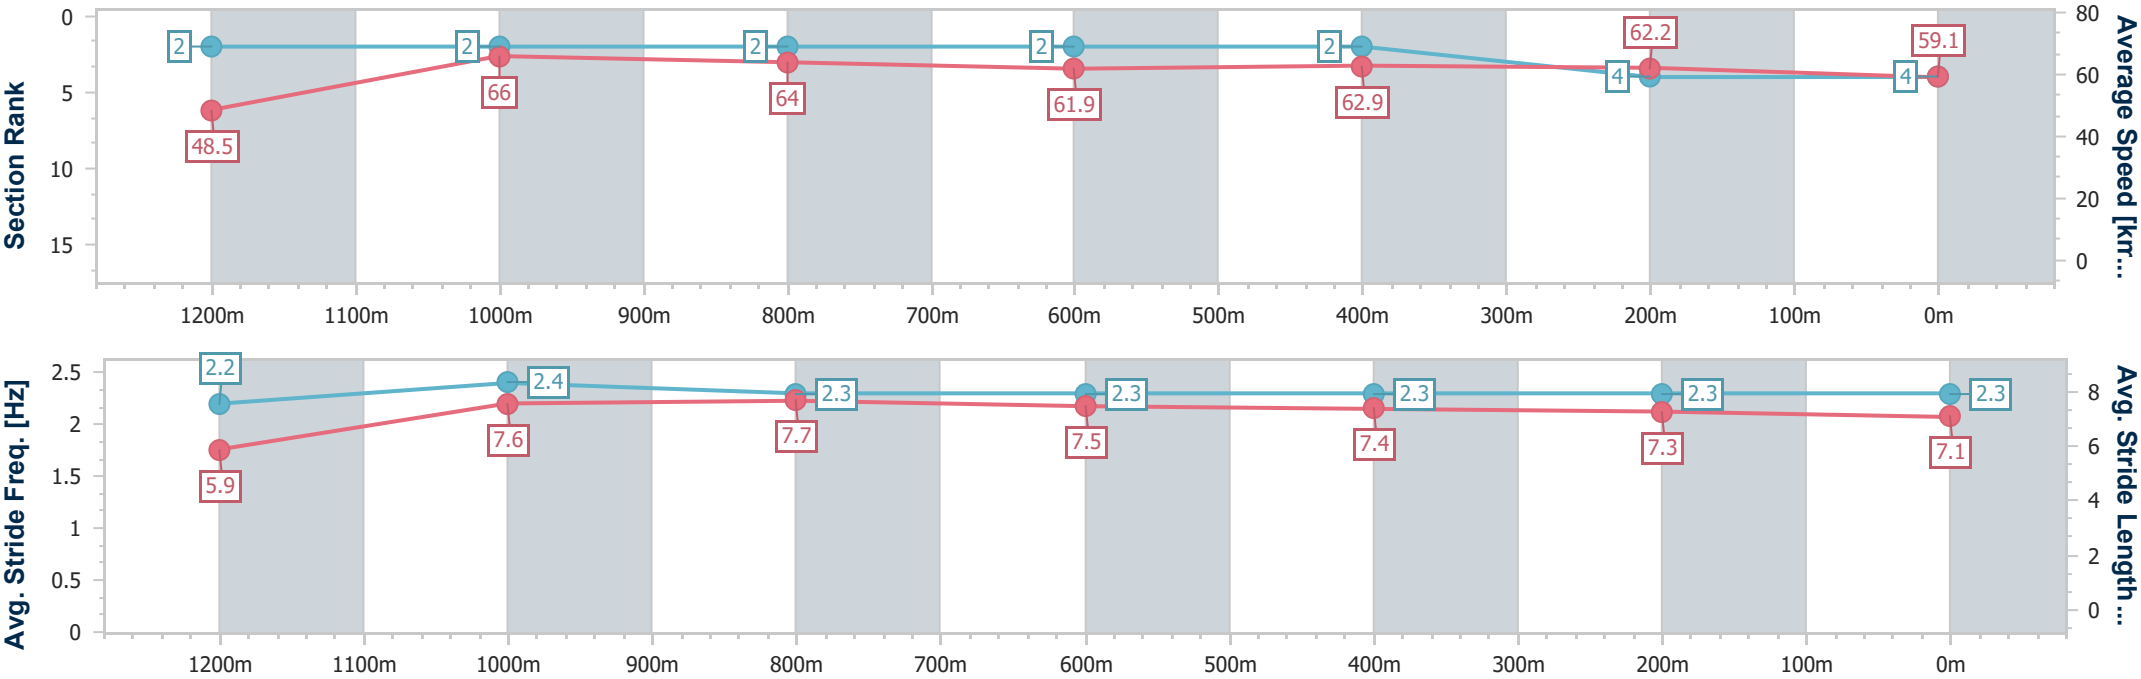 Section Rank
0
5
10
15
2
2
2
2
2
4
4
48.5
66
64
61.9
62.9
62.2
59.1
80
60
40
20
0
Average Speed [km...
1200m
1100m
1000m
900m
800m
700m
600m
500m
400m
300m
200m
100m
0m
Avg. Stride Freq. [Hz]
2.5
2
1.5
1
0.5
0
2.2
2.4
2.3
2.3
2.3
2.3
2.3
5.9
7.6
7.7
7.5
7.4
7.3
7.1
8
6
4
2
0
Avg. Stride Length...
1200m
1100m
1000m
900m
800m
700m
600m
500m
400m
300m
200m
100m
0m